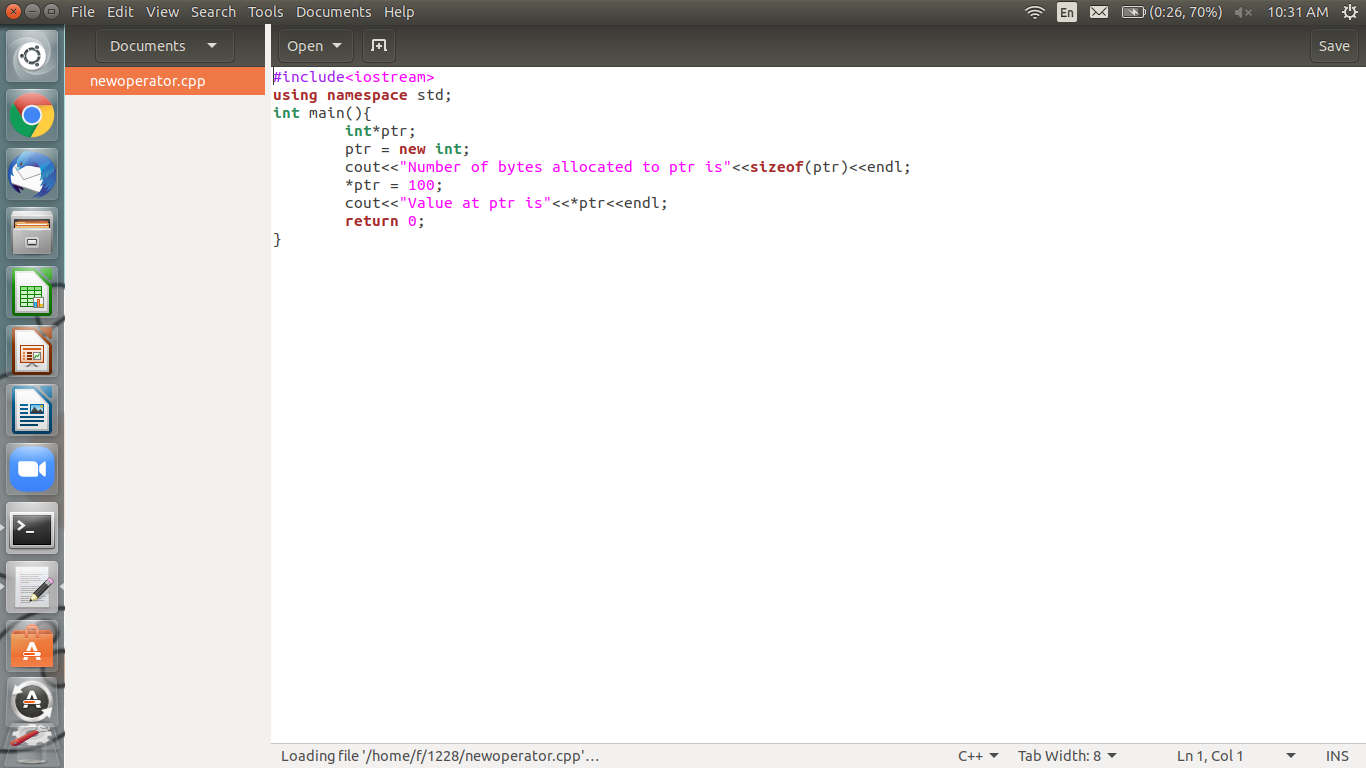 File Edit View Search Tools Documents Help
En (0:26, 70%) 10:31 AM
Documents Open Save
newoperator.cpp
#include<iostream>
using namespace std;
int main(){
int*ptr;
ptr = new int;
cout<<"Number of bytes allocated to ptr is"<<sizeof(ptr)<<endl;
*ptr = 100;
cout<<"Value at ptr is"<<*ptr<<endl;
return 0;
}
Loading file '/home/f/1228/newoperator.cpp'… C++ Tab Width: 8 Ln 1, Col 1 INS